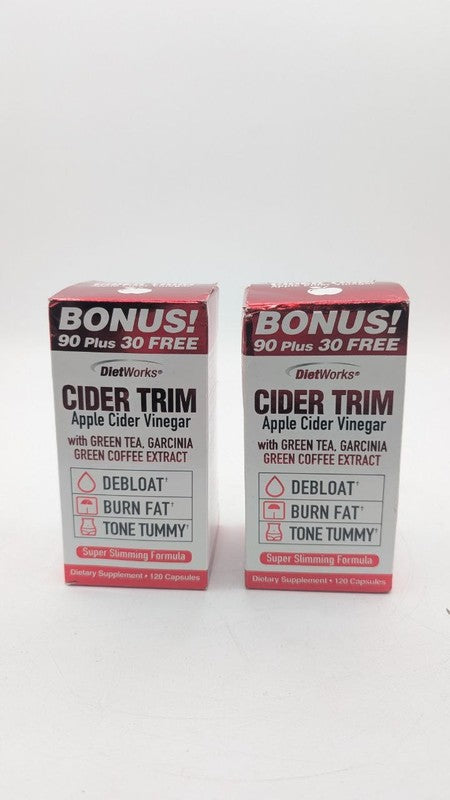 BONUS!
90 Plus 30 FREE
DietWorks®
CIDER TRIM
Apple Cider Vinegar
with GREEN TEA, GARCINIA
GREEN COFFEE EXTRACT
DEBLOAT†
BURN FAT†
TONE TUMMY†
Super Slimming Formula
Dietary Supplement • 120 Capsules
BONUS!
90 Plus 30 FREE
DietWorks®
CIDER TRIM
Apple Cider Vinegar
with GREEN TEA, GARCINIA
GREEN COFFEE EXTRACT
DEBLOAT†
BURN FAT†
TONE TUMMY†
Super Slimming Formula
Dietary Supplement • 120 Capsules